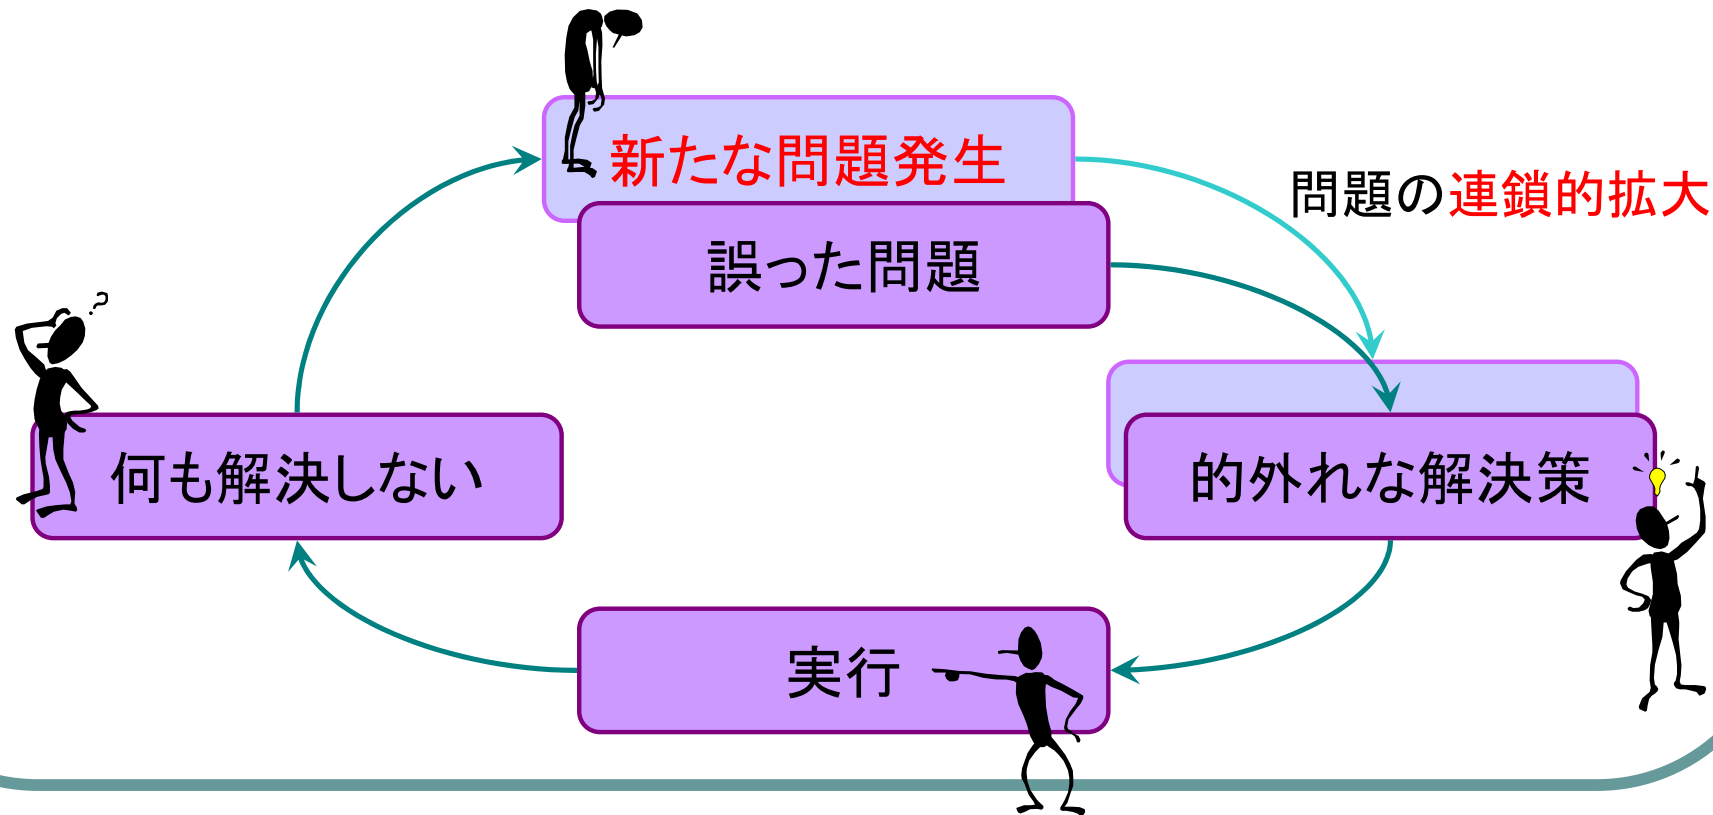 新たな問題発生
問題の連鎖的拡大
誤った問題
何も解決しない
的外れな解決策
実行
?